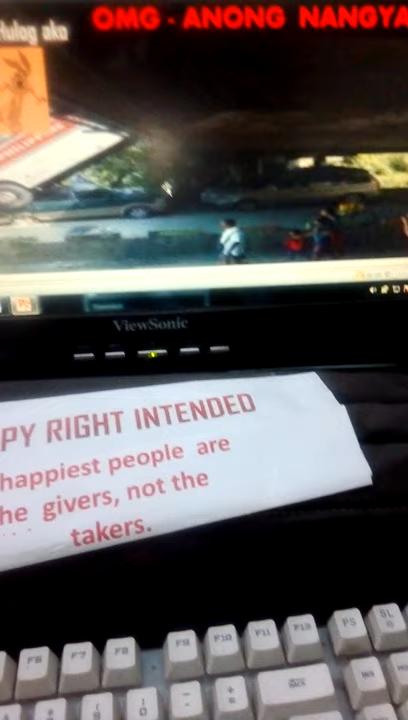 OMG - ANONG NANGYA
Hulog ako
ViewSonic
PY RIGHT INTENDED
happiest people are
he givers, not the
takers.
F6 F7 F8 F9 F10 F11 F12 PS SL